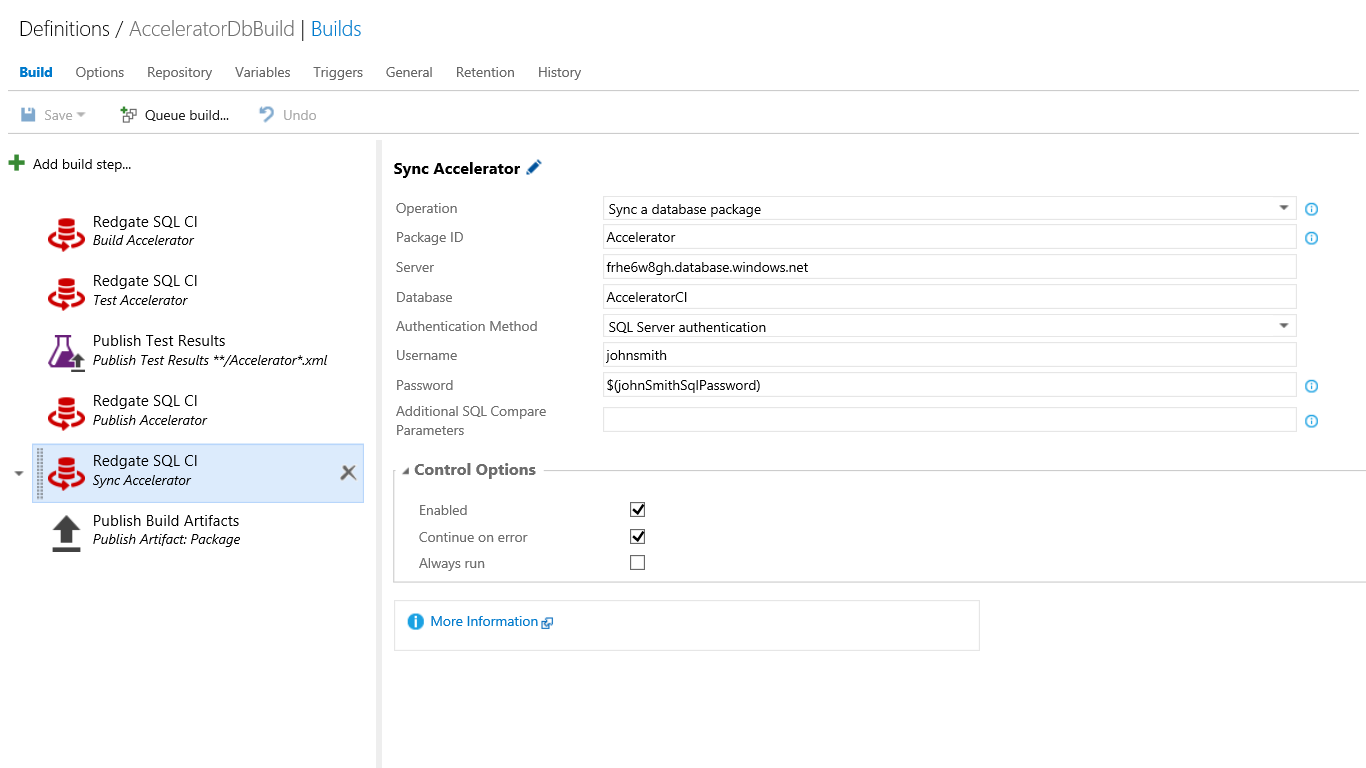 Definitions / AcceleratorDbBuild | Builds
Build Options Repository Variables Triggers General Retention History
Save Queue build... Undo
Add build step...
Redgate SQL CI
Build Accelerator
Redgate SQL CI
Test Accelerator
Publish Test Results
Publish Test Results **/Accelerator*.xml
Redgate SQL CI
Publish Accelerator
Redgate SQL CI
Sync Accelerator
Publish Build Artifacts
Publish Artifact: Package
Sync Accelerator
Operation Sync a database package
Package ID Accelerator
Server frhe6w8gh.database.windows.net
Database AcceleratorCI
Authentication Method SQL Server authentication
Username johnsmith
Password $(johnSmithSqlPassword)
Additional SQL Compare
Parameters
Control Options
Enabled
Continue on error
Always run
More Information